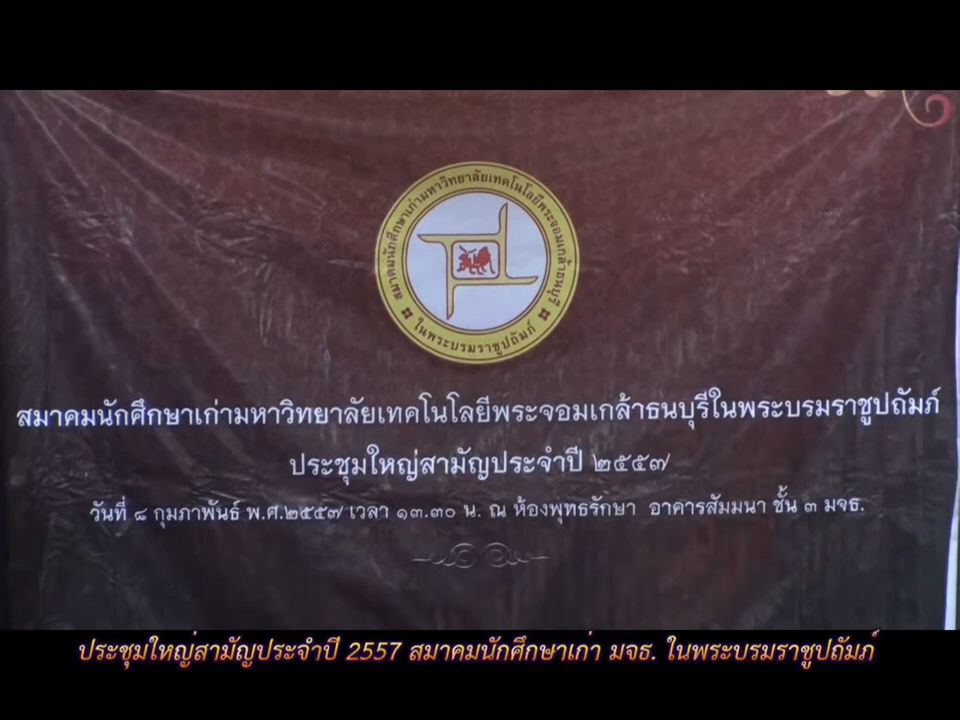 สมาคมนักศึกษาเก่ามหาวิทยาลัยเทคโนโลยีพระจอมเกล้าธนบุรี
ในพระบรมราชูปถัมภ์
สมาคมนักศึกษาเก่ามหาวิทยาลัยเทคโนโลยีพระจอมเกล้าธนบุรีในพระบรมราชูปถัมภ์
ประชุมใหญ่สามัญประจำปี ๒๕๕๗
วันที่ ๘ กุมภาพันธ์ พ.ศ.๒๕๕๗ เวลา ๑๓.๓๐ น. ณ ห้องพุทธรักษา อาคารสัมมนา ชั้น ๓ มจธ.
ประชุมใหญ่สามัญประจำปี 2557 สมาคมนักศึกษาเก่า มจธ. ในพระบรมราชูปถัมภ์